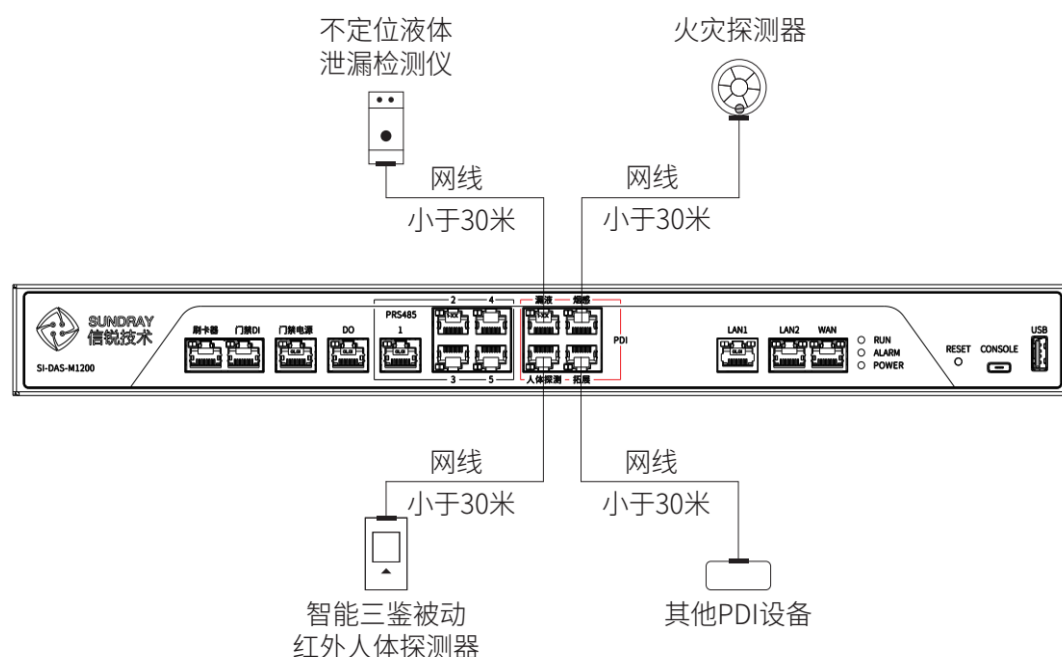 不定位液体
泄漏检测仪
火灾探测器
网线
小于30米
网线
小于30米
SUNDRAY
信锐技术
SI-DAS-M1200
刷卡器
门禁DI
门禁电源
DO
PRS485
1
2
4
3
5
漏液
烟感
人体探测
拓展
PDI
LAN1
LAN2
WAN
RUN
ALARM
POWER
RESET
CONSOLE
USB
网线
小于30米
网线
小于30米
智能三鉴被动
红外人体探测器
其他PDI设备